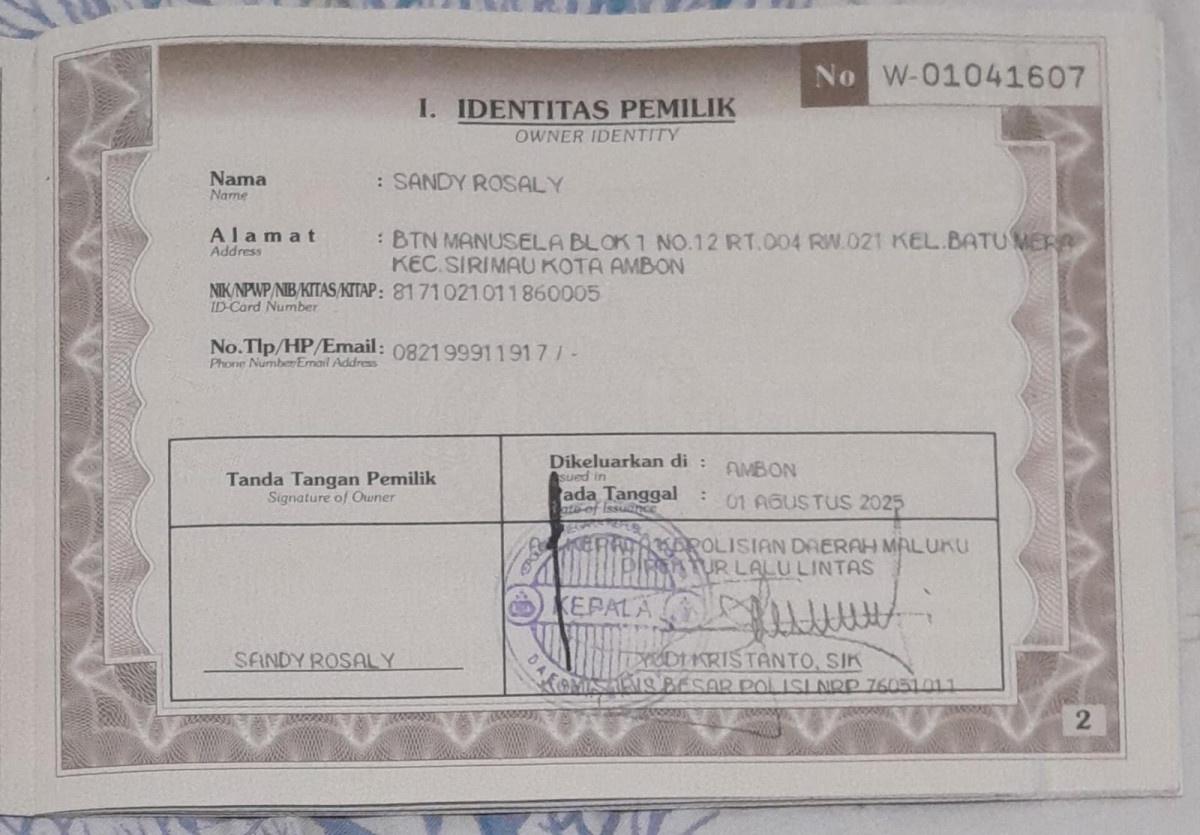 No W-01041607
I. IDENTITAS PEMILIK
OWNER IDENTITY
Nama : SANDY ROSALY
Name
Alamat : BTN MANUSELA BLOK 1 NO.12 RT.004 RW.021 KEL.BATU MERA
Address
KEC.SIRIMAU KOTA AMBON
NIK/NPWP/NIB/KITAS/KITAP: 8171021011860005
ID-Card Number
No.Tlp/HP/Email: 082199911917 / -
Phone Number/Email Address
Tanda Tangan Pemilik
Signature of Owner
Dikeluarkan di : AMBON
Pada Tanggal : 01 AGUSTUS 2025
Date of Issuance
KEPALA KEPOLISIAN DAERAH MALUKU
DIREKTUR LALU LINTAS
KEPALA
SANDY ROSALY
YUDI KRISTANTO, SIK
KOMISARIS BESAR POLISI NRP 76051011
2